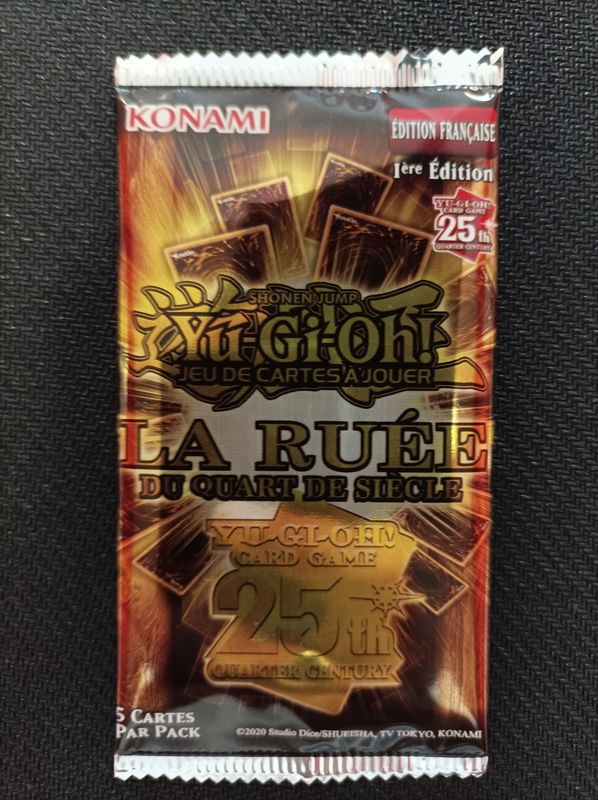 KONAMI
ÉDITION FRANÇAISE
1ère Édition
YU-GI-OH!
CARD GAME
25th
QUARTER CENTURY
SHONEN JUMP
Yu-Gi-Oh!
JEU DE CARTES À JOUER
LA RUÉE
DU QUART DE SIÈCLE
YU-GI-OH!
CARD GAME
25th
QUARTER CENTURY
5 CARTES
PAR PACK
©2020 Studio Dice/SHUEISHA, TV TOKYO, KONAMI